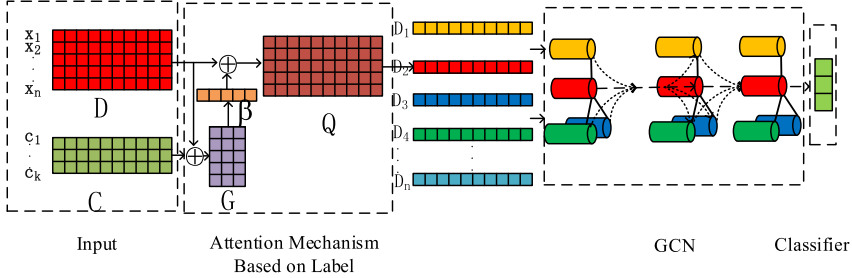 x1
x2
.
.
xn
D
c1
.
ck
C
β
G
Q
D1
D2
D3
D4
.
.
Dn
Input
Attention Mechanism
Based on Label
GCN
Classifier